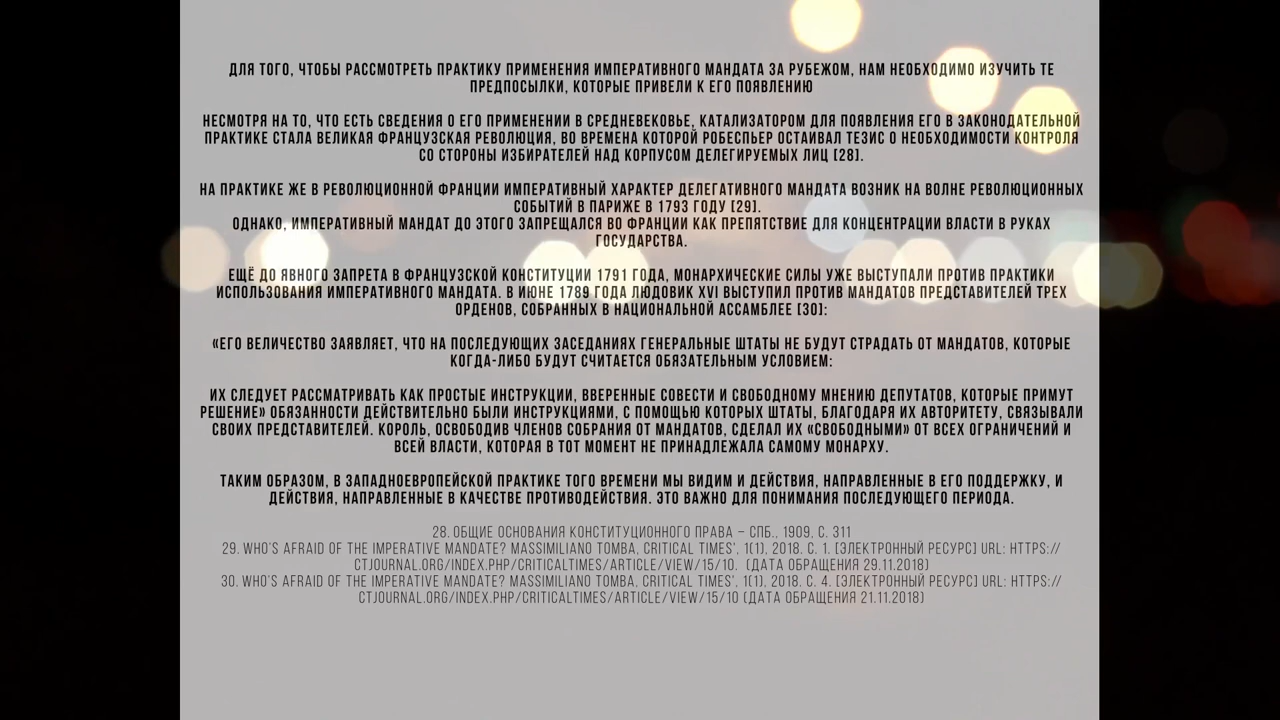 ДЛЯ ТОГО, ЧТОБЫ РАССМОТРЕТЬ ПРАКТИКУ ПРИМЕНЕНИЯ ИМПЕРАТИВНОГО МАНДАТА ЗА РУБЕЖОМ, НАМ НЕОБХОДИМО ИЗУЧИТЬ ТЕ
ПРЕДПОСЫЛКИ, КОТОРЫЕ ПРИВЕЛИ К ЕГО ПОЯВЛЕНИЮ
НЕСМОТРЯ НА ТО, ЧТО ЕСТЬ СВЕДЕНИЯ О ЕГО ПРИМЕНЕНИИ В СРЕДНЕВЕКОВЬЕ, КАТАЛИЗАТОРОМ ДЛЯ ПОЯВЛЕНИЯ ЕГО В ЗАКОНОДАТЕЛЬНОЙ
ПРАКТИКЕ СТАЛА ВЕЛИКАЯ ФРАНЦУЗСКАЯ РЕВОЛЮЦИЯ, ВО ВРЕМЕНА КОТОРОЙ РОБЕСПЬЕР ОСТАИВАЛ ТЕЗИС О НЕОБХОДИМОСТИ КОНТРОЛЯ
СО СТОРОНЫ ИЗБИРАТЕЛЕЙ НАД КОРПУСОМ ДЕЛЕГИРУЕМЫХ ЛИЦ [28].
НА ПРАКТИКЕ ЖЕ В РЕВОЛЮЦИОННОЙ ФРАНЦИИ ИМПЕРАТИВНЫЙ ХАРАКТЕР ДЕЛЕГАТИВНОГО МАНДАТА ВОЗНИК НА ВОЛНЕ РЕВОЛЮЦИОННЫХ
СОБЫТИЙ В ПАРИЖЕ В 1793 ГОДУ [29].
ОДНАКО, ИМПЕРАТИВНЫЙ МАНДАТ ДО ЭТОГО ЗАПРЕЩАЛСЯ ВО ФРАНЦИИ КАК ПРЕПЯТСТВИЕ ДЛЯ КОНЦЕНТРАЦИИ ВЛАСТИ В РУКАХ
ГОСУДАРСТВА.
ЕЩЁ ДО ЯВНОГО ЗАПРЕТА В ФРАНЦУЗСКОЙ КОНСТИТУЦИИ 1791 ГОДА, МОНАРХИЧЕСКИЕ СИЛЫ УЖЕ ВЫСТУПАЛИ ПРОТИВ ПРАКТИКИ
ИСПОЛЬЗОВАНИЯ ИМПЕРАТИВНОГО МАНДАТА. В ИЮНЕ 1789 ГОДА ЛЮДОВИК XVI ВЫСТУПИЛ ПРОТИВ МАНДАТОВ ПРЕДСТАВИТЕЛЕЙ ТРЕХ
ОРДЕНОВ, СОБРАННЫХ В НАЦИОНАЛЬНОЙ АССАМБЛЕЕ [30]:
«ЕГО ВЕЛИЧЕСТВО ЗАЯВЛЯЕТ, ЧТО НА ПОСЛЕДУЮЩИХ ЗАСЕДАНИЯХ ГЕНЕРАЛЬНЫЕ ШТАТЫ НЕ БУДУТ СТРАДАТЬ ОТ МАНДАТОВ, КОТОРЫЕ
КОГДА-ЛИБО БУДУТ СЧИТАЕТСЯ ОБЯЗАТЕЛЬНЫМ УСЛОВИЕМ:
ИХ СЛЕДУЕТ РАССМАТРИВАТЬ КАК ПРОСТЫЕ ИНСТРУКЦИИ, ВВЕРЕННЫЕ СОВЕСТИ И СВОБОДНОМУ МНЕНИЮ ДЕПУТАТОВ, КОТОРЫЕ ПРИМУТ
РЕШЕНИЕ» ОБЯЗАННОСТИ ДЕЙСТВИТЕЛЬНО БЫЛИ ИНСТРУКЦИЯМИ, С ПОМОЩЬЮ КОТОРЫХ ШТАТЫ, БЛАГОДАРЯ ИХ АВТОРИТЕТУ, СВЯЗЫВАЛИ
СВОИХ ПРЕДСТАВИТЕЛЕЙ. КОРОЛЬ, ОСВОБОДИВ ЧЛЕНОВ СОБРАНИЯ ОТ МАНДАТОВ, СДЕЛАЛ ИХ «СВОБОДНЫМИ» ОТ ВСЕХ ОГРАНИЧЕНИЙ И
ВСЕЙ ВЛАСТИ, КОТОРАЯ В ТОТ МОМЕНТ НЕ ПРИНАДЛЕЖАЛА САМОМУ МОНАРХУ.
ТАКИМ ОБРАЗОМ, В ЗАПАДНОЕВРОПЕЙСКОЙ ПРАКТИКЕ ТОГО ВРЕМЕНИ МЫ ВИДИМ И ДЕЙСТВИЯ, НАПРАВЛЕННЫЕ В ЕГО ПОДДЕРЖКУ, И
ДЕЙСТВИЯ, НАПРАВЛЕННЫЕ В КАЧЕСТВЕ ПРОТИВОДЕЙСТВИЯ. ЭТО ВАЖНО ДЛЯ ПОНИМАНИЯ ПОСЛЕДУЮЩЕГО ПЕРИОДА.
28. ОБЩИЕ ОСНОВАНИЯ КОНСТИТУЦИОННОГО ПРАВА – СПБ., 1909, С. 311
29. WHO'S AFRAID OF THE IMPERATIVE MANDATE? MASSIMILIANO TOMBA, CRITICAL TIMES', 1(1), 2018. С. 1. [ЭЛЕКТРОННЫЙ РЕСУРС] URL: HTTPS://
CTJOURNAL.ORG/INDEX.PHP/CRITICALTIMES/ARTICLE/VIEW/15/10. (ДАТА ОБРАЩЕНИЯ 29.11.2018)
30. WHO'S AFRAID OF THE IMPERATIVE MANDATE? MASSIMILIANO TOMBA, CRITICAL TIMES', 1(1), 2018. С. 4. [ЭЛЕКТРОННЫЙ РЕСУРС] URL: HTTPS://
CTJOURNAL.ORG/INDEX.PHP/CRITICALTIMES/ARTICLE/VIEW/15/10 (ДАТА ОБРАЩЕНИЯ 21.11.2018)